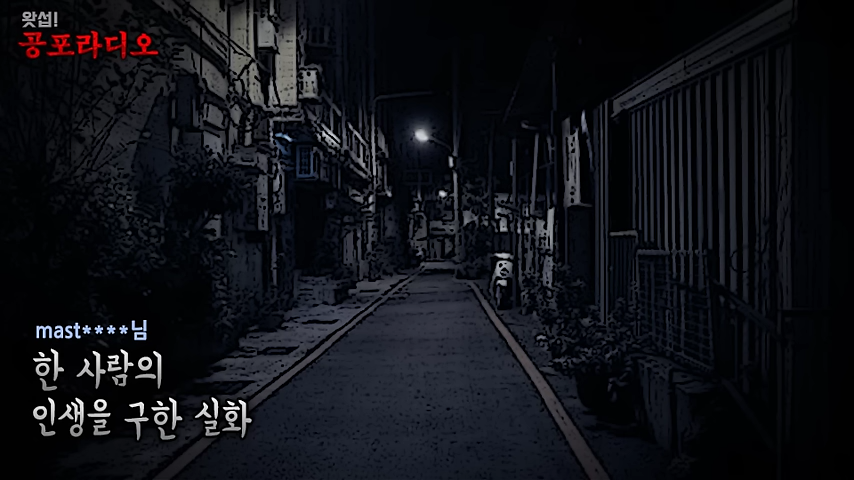 왓섭!
공포라디오
mast****님
한 사람의
인생을 구한 실화